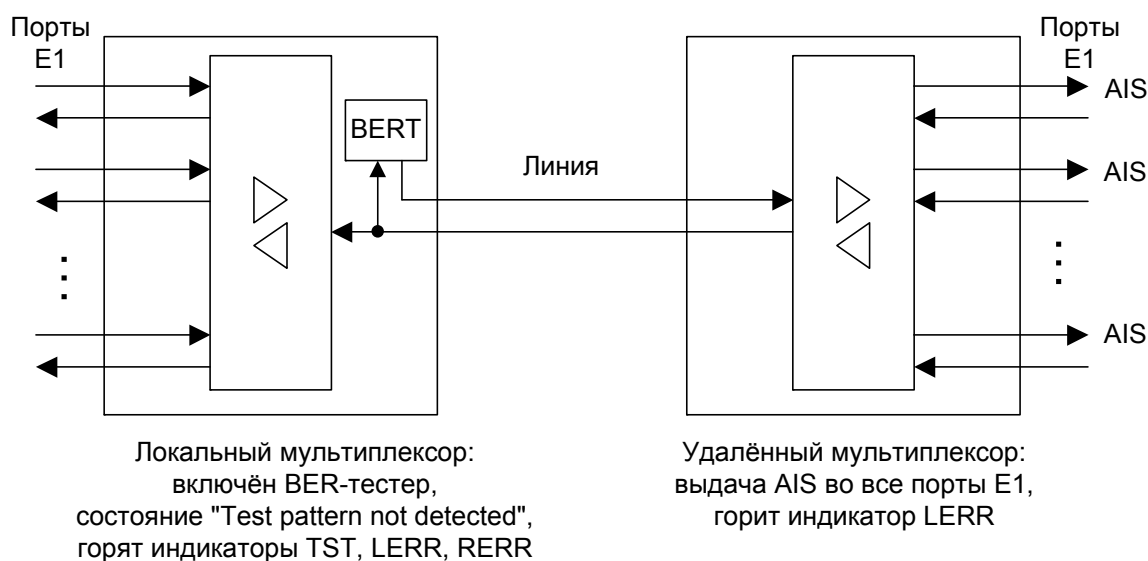 Порты
E1
BERT
Линия
Порты
E1
AIS
AIS
AIS
Локальный мультиплексор:
включён BER-тестер,
состояние "Test pattern not detected",
горят индикаторы TST, LERR, RERR
Удалённый мультиплексор:
выдача AIS во все порты E1,
горит индикатор LERR